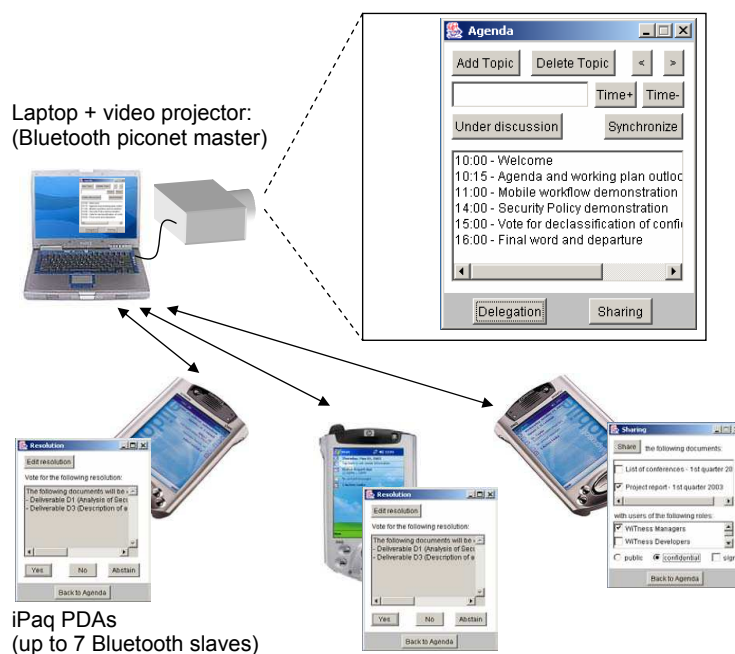 Agenda
Add Topic Delete Topic < >
Time+ Time-
Under discussion Synchronize
10:00 - Welcome
10:15 - Agenda and working plan outloc
11:00 - Mobile workflow demonstration
14:00 - Security Policy demonstration
15:00 - Vote for declassification of confi
16:00 - Final word and departure
Delegation Sharing
Laptop + video projector:
(Bluetooth piconet master)
Resolution
Edit resolution
Vote for the following resolution:
The following documents will be
- Deliverable D1 (Analysis of Sec
- Deliverable D3 (Description of a
Yes No Abstain
Back to Agenda
Resolution
Edit resolution
Vote for the following resolution:
The following documents will be
- Deliverable D1 (Analysis of Secu
- Deliverable D3 (Description of a
Yes No Abstain
Back to Agenda
Sharing
Share the following documents:
List of conferences - 1st quarter 20
Project report - 1st quarter 2003
with users of the following roles:
WiTness Managers
WiTness Developers
public confidential sign
Back to Agenda
iPaq PDAs
(up to 7 Bluetooth slaves)